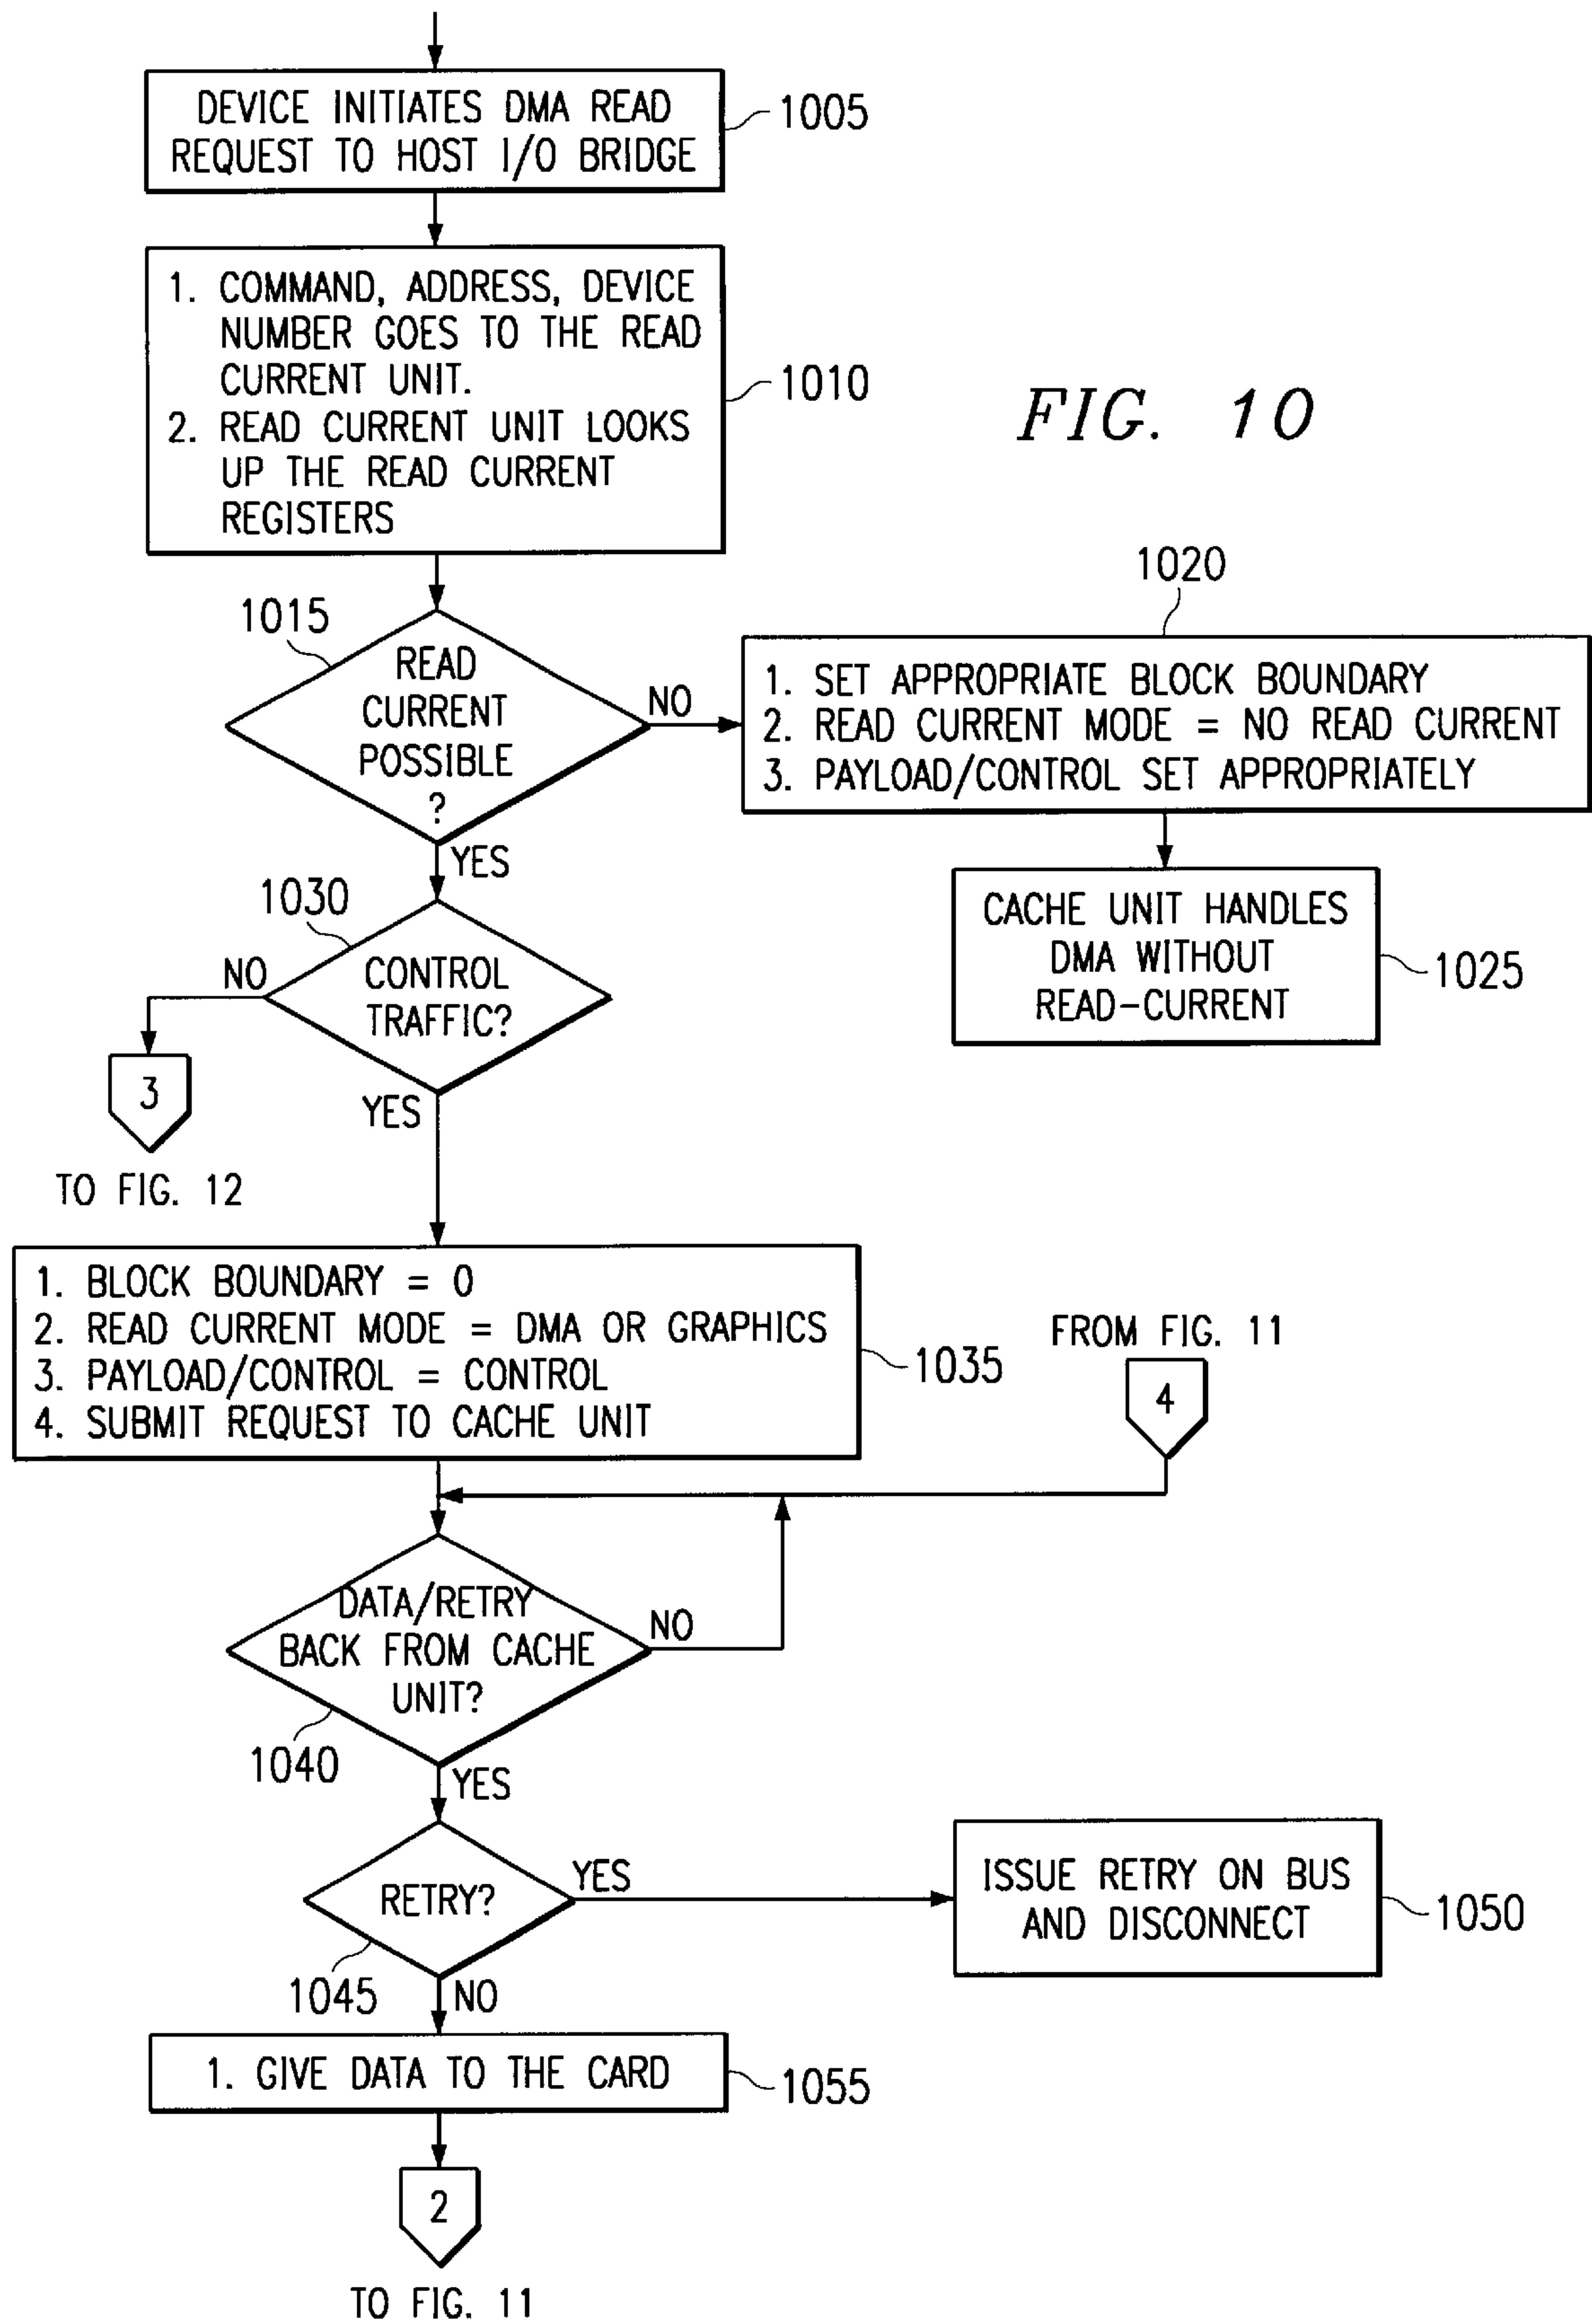 DEVICE INITIATES DMA READ
REQUEST TO HOST I/O BRIDGE
1005
1. COMMAND, ADDRESS, DEVICE
NUMBER GOES TO THE READ
CURRENT UNIT.
2. READ CURRENT UNIT LOOKS
UP THE READ CURRENT
REGISTERS
1010
FIG. 10
1015
READ
CURRENT
POSSIBLE
?
NO
YES
1020
1. SET APPROPRIATE BLOCK BOUNDARY
2. READ CURRENT MODE = NO READ CURRENT
3. PAYLOAD/CONTROL SET APPROPRIATELY
CACHE UNIT HANDLES
DMA WITHOUT
READ-CURRENT
1025
1030
CONTROL
TRAFFIC?
NO
YES
3
TO FIG. 12
1. BLOCK BOUNDARY = 0
2. READ CURRENT MODE = DMA OR GRAPHICS
3. PAYLOAD/CONTROL = CONTROL
4. SUBMIT REQUEST TO CACHE UNIT
1035
FROM FIG. 11
4
DATA/RETRY
BACK FROM CACHE
UNIT?
NO
1040
YES
RETRY?
YES
1045
NO
ISSUE RETRY ON BUS
AND DISCONNECT
1050
1. GIVE DATA TO THE CARD
1055
2
TO FIG. 11